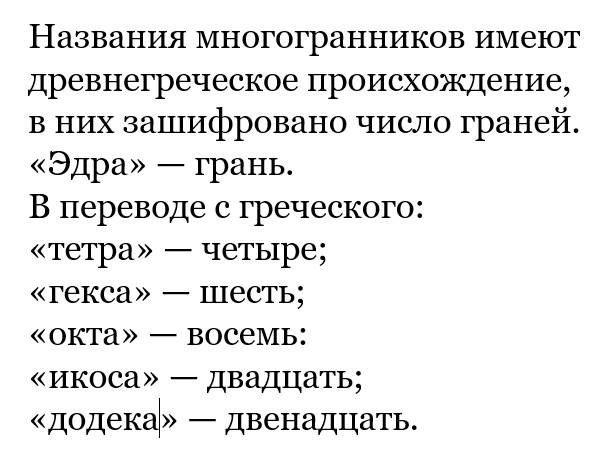 Названия многогранников имеют
древнегреческое происхождение,
в них зашифровано число граней.
«Эдра» — грань.
В переводе с греческого:
«тетра» — четыре;
«гекса» — шесть;
«окта» — восемь:
«икоса» — двадцать;
«додека» — двенадцать.